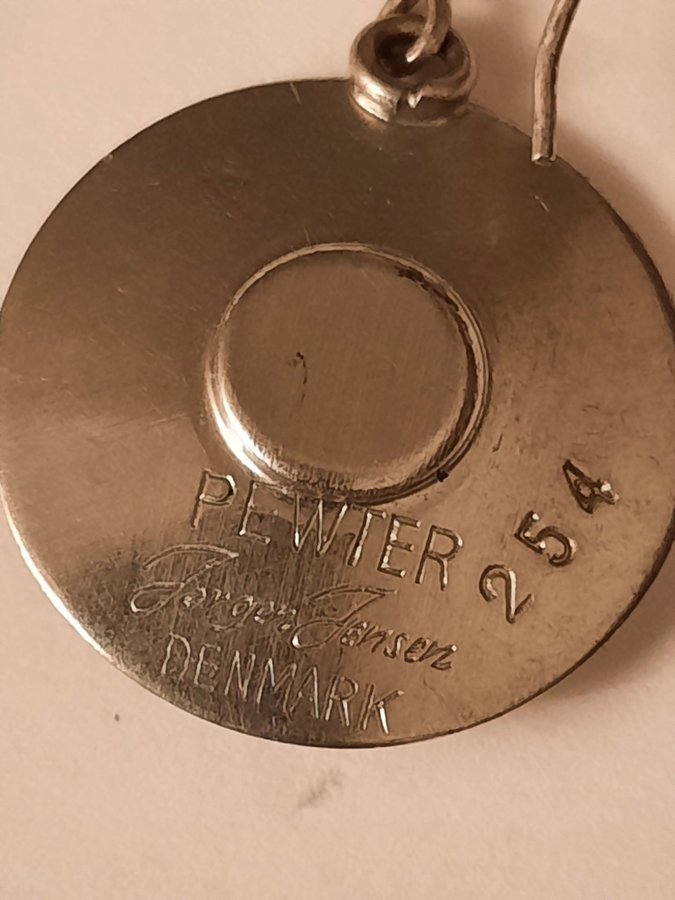 PEWTER
Jørgen Jensen
DENMARK
254